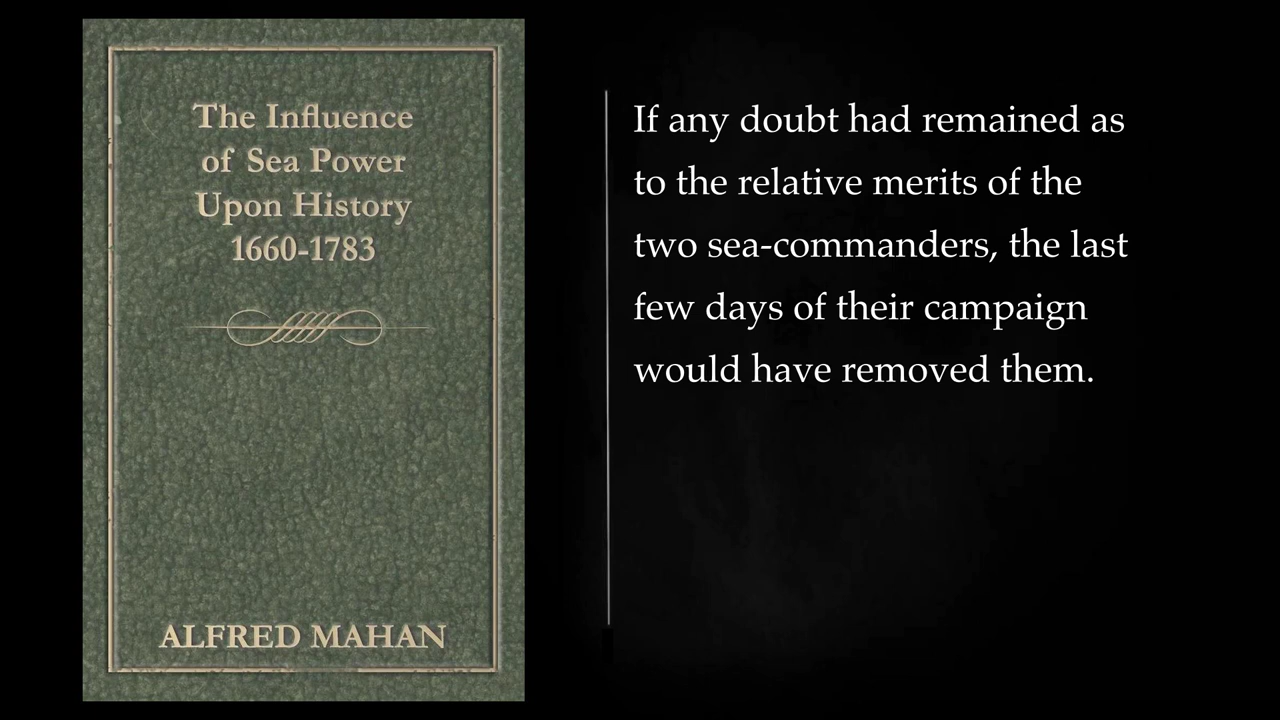 The Influence
of Sea Power
Upon History
1660-1783
ALFRED MAHAN
If any doubt had remained as
to the relative merits of the
two sea-commanders, the last
few days of their campaign
would have removed them.